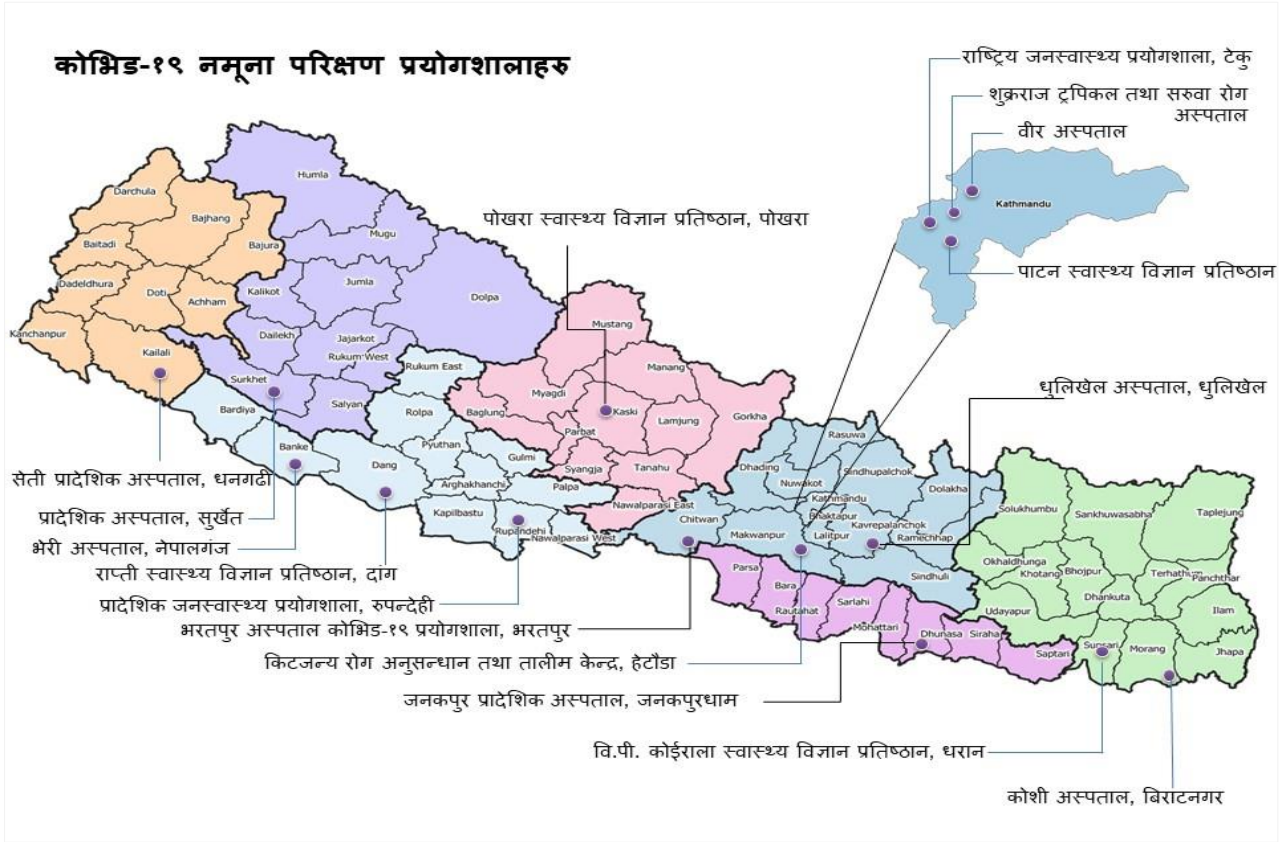 कोभिड-१९ नमूना परिक्षण प्रयोगशालाहरु
राष्ट्रिय जनस्वास्थ्य प्रयोगशाला, टेकु
शुक्रराज ट्रपिकल तथा सरुवा रोग
अस्पताल
वीर अस्पताल
Kathmandu
पाटन स्वास्थ्य विज्ञान प्रतिष्ठान
पोखरा स्वास्थ्य विज्ञान प्रतिष्ठान, पोखरा
धुलिखेल अस्पताल, धुलिखेल
Darchula
Bajhang
Baitadi
Bajura
Dadeldhura
Doti
Achham
Kanchanpur
Kailali
Humla
Mugu
Kalikot
Jumla
Dolpa
Dailekh
Jajarkot
Rukum West
Surkhet
Salyan
Rukum East
Bardiya
Rolpa
Banke
Pyuthan
Dang
Gulmi
Arghakhanchi
Palpa
Kapilbastu
Rupandehi
Nawalparasi West
Mustang
Manang
Myagdi
Baglung
Kaski
Lamjung
Gorkha
Parbat
Syangja
Tanahu
Nawalparasi East
Rasuwa
Dhading
Nuwakot
Sindhupalchok
Dolakha
Kathmandu
Bhaktapur
Kavrepalanchok
Chitwan
Makwanpur
Lalitpur
Ramechhap
Sindhuli
Parsa
Bara
Rautahat
Sarlahi
Mohattari
Dhunasa
Siraha
Saptari
Solukhumbu
Sankhuwasabha
Taplejung
Okhaldhunga
Khotang
Bhojpur
Terhathum
Panchthar
Dhankuta
Udayapur
Ilam
Sunsari
Morang
Jhapa
सेती प्रादेशिक अस्पताल, धनगढी
प्रादेशिक अस्पताल, सुर्खेत
भेरी अस्पताल, नेपालगंज
राप्ती स्वास्थ्य विज्ञान प्रतिष्ठान, दांग
प्रादेशिक जनस्वास्थ्य प्रयोगशाला, रुपन्देही
भरतपुर अस्पताल कोभिड-१९ प्रयोगशाला, भरतपुर
किटजन्य रोग अनुसन्धान तथा तालीम केन्द्र, हेटौडा
जनकपुर प्रादेशिक अस्पताल, जनकपुरधाम
वि.पी. कोईराला स्वास्थ्य विज्ञान प्रतिष्ठान, धरान
कोशी अस्पताल, बिराटनगर